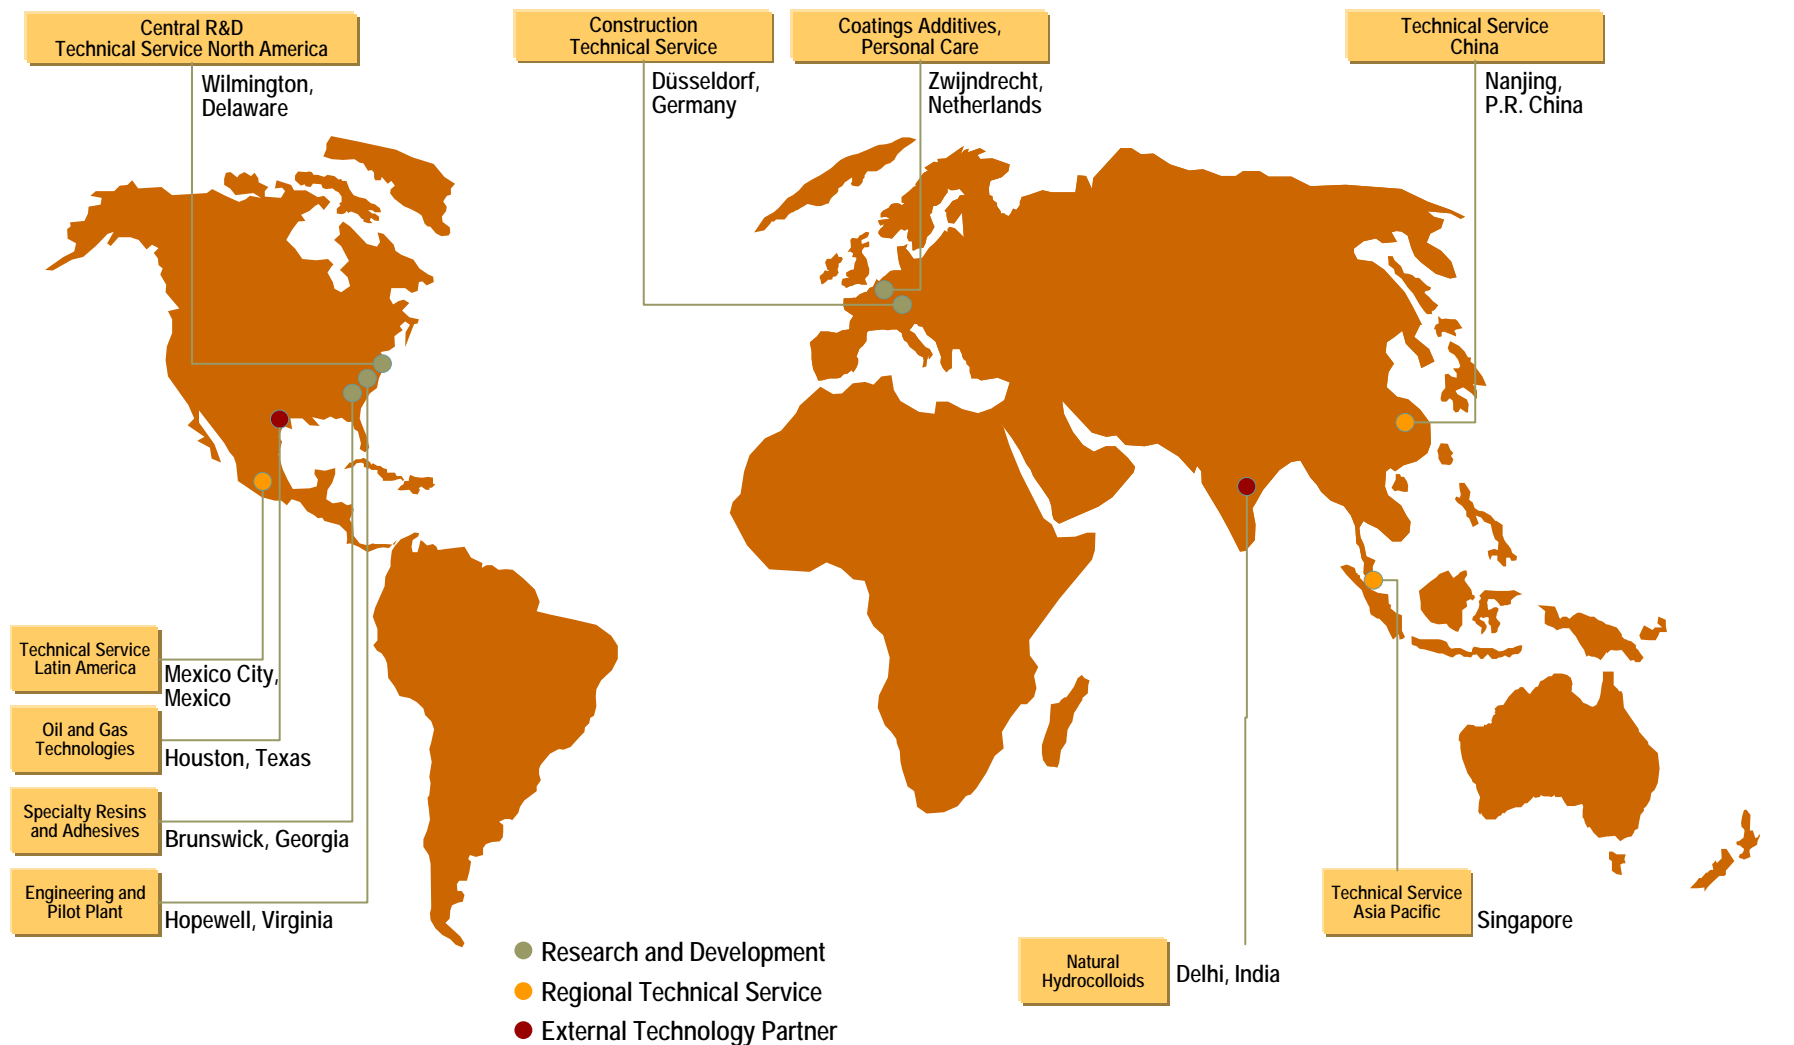 Central R&D
Technical Service North America
Wilmington,
Delaware
Construction
Technical Service
Düsseldorf,
Germany
Coatings Additives,
Personal Care
Zwijndrecht,
Netherlands
Technical Service
China
Nanjing,
P.R. China
Technical Service
Latin America
Mexico City,
Mexico
Oil and Gas
Technologies
Houston, Texas
Specialty Resins
and Adhesives
Brunswick, Georgia
Engineering and
Pilot Plant
Hopewell, Virginia
Research and Development
Regional Technical Service
External Technology Partner
Natural
Hydrocolloids
Delhi, India
Technical Service
Asia Pacific
Singapore